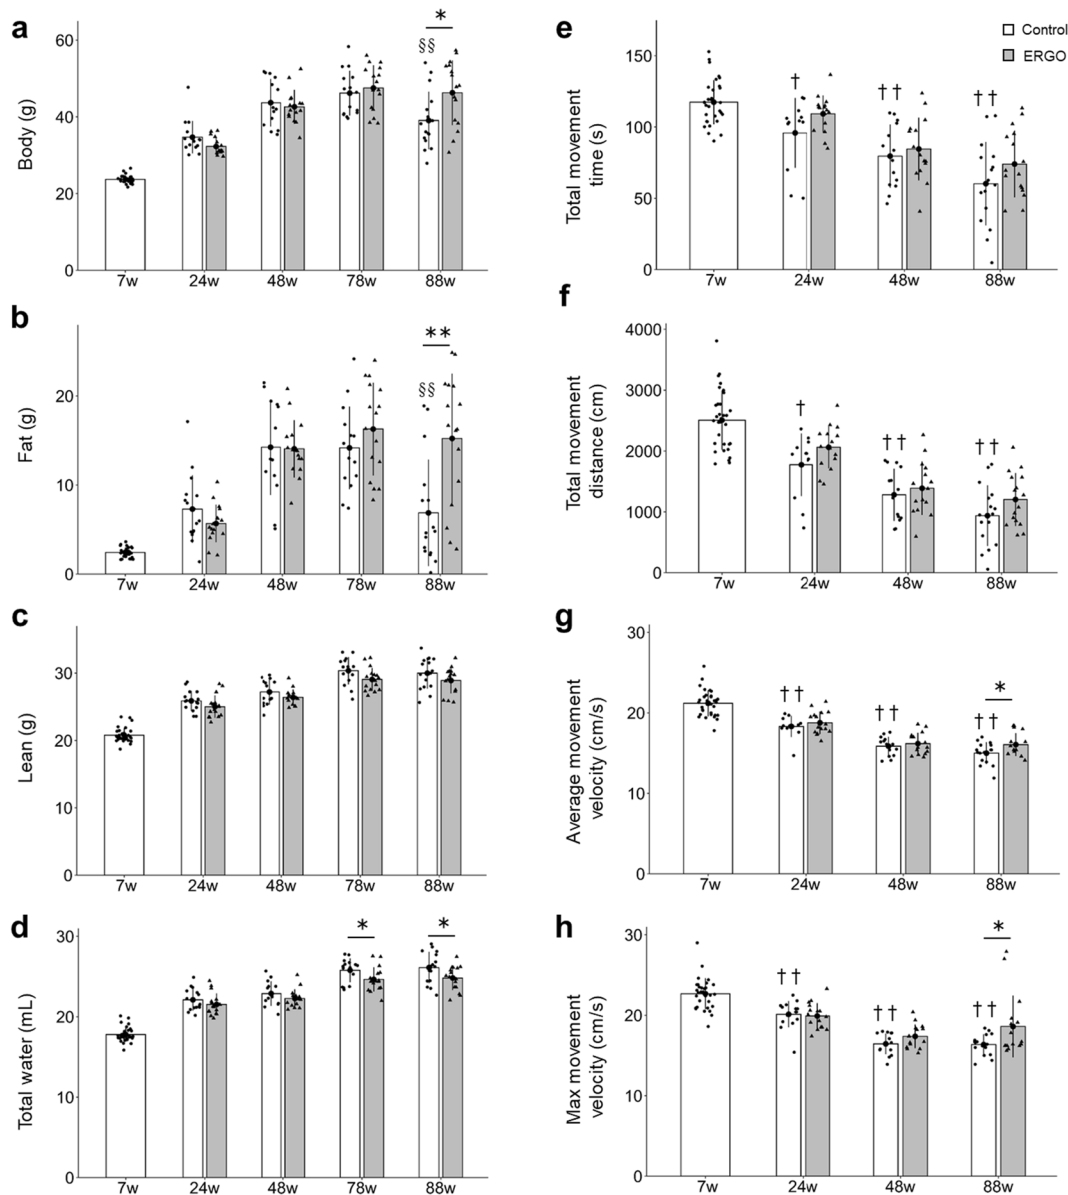 a
Body (g)
60
40
20
0
*
§§
7w 24w 48w 78w 88w
b
Fat (g)
20
10
0
**
§§
7w 24w 48w 78w 88w
c
Lean (g)
30
20
10
0
7w 24w 48w 78w 88w
d
Total water (mL)
30
20
10
0
* *
7w 24w 48w 78w 88w
e
Control
ERGO
Total movement
time (s)
150
100
50
0
† †† ††
7w 24w 48w 88w
f
Total movement
distance (cm)
4000
3000
2000
1000
0
† †† ††
7w 24w 48w 88w
g
Average movement
velocity (cm/s)
30
20
10
0
*
†† †† ††
7w 24w 48w 88w
h
Max movement
velocity (cm/s)
30
20
10
0
*
†† †† ††
7w 24w 48w 88w